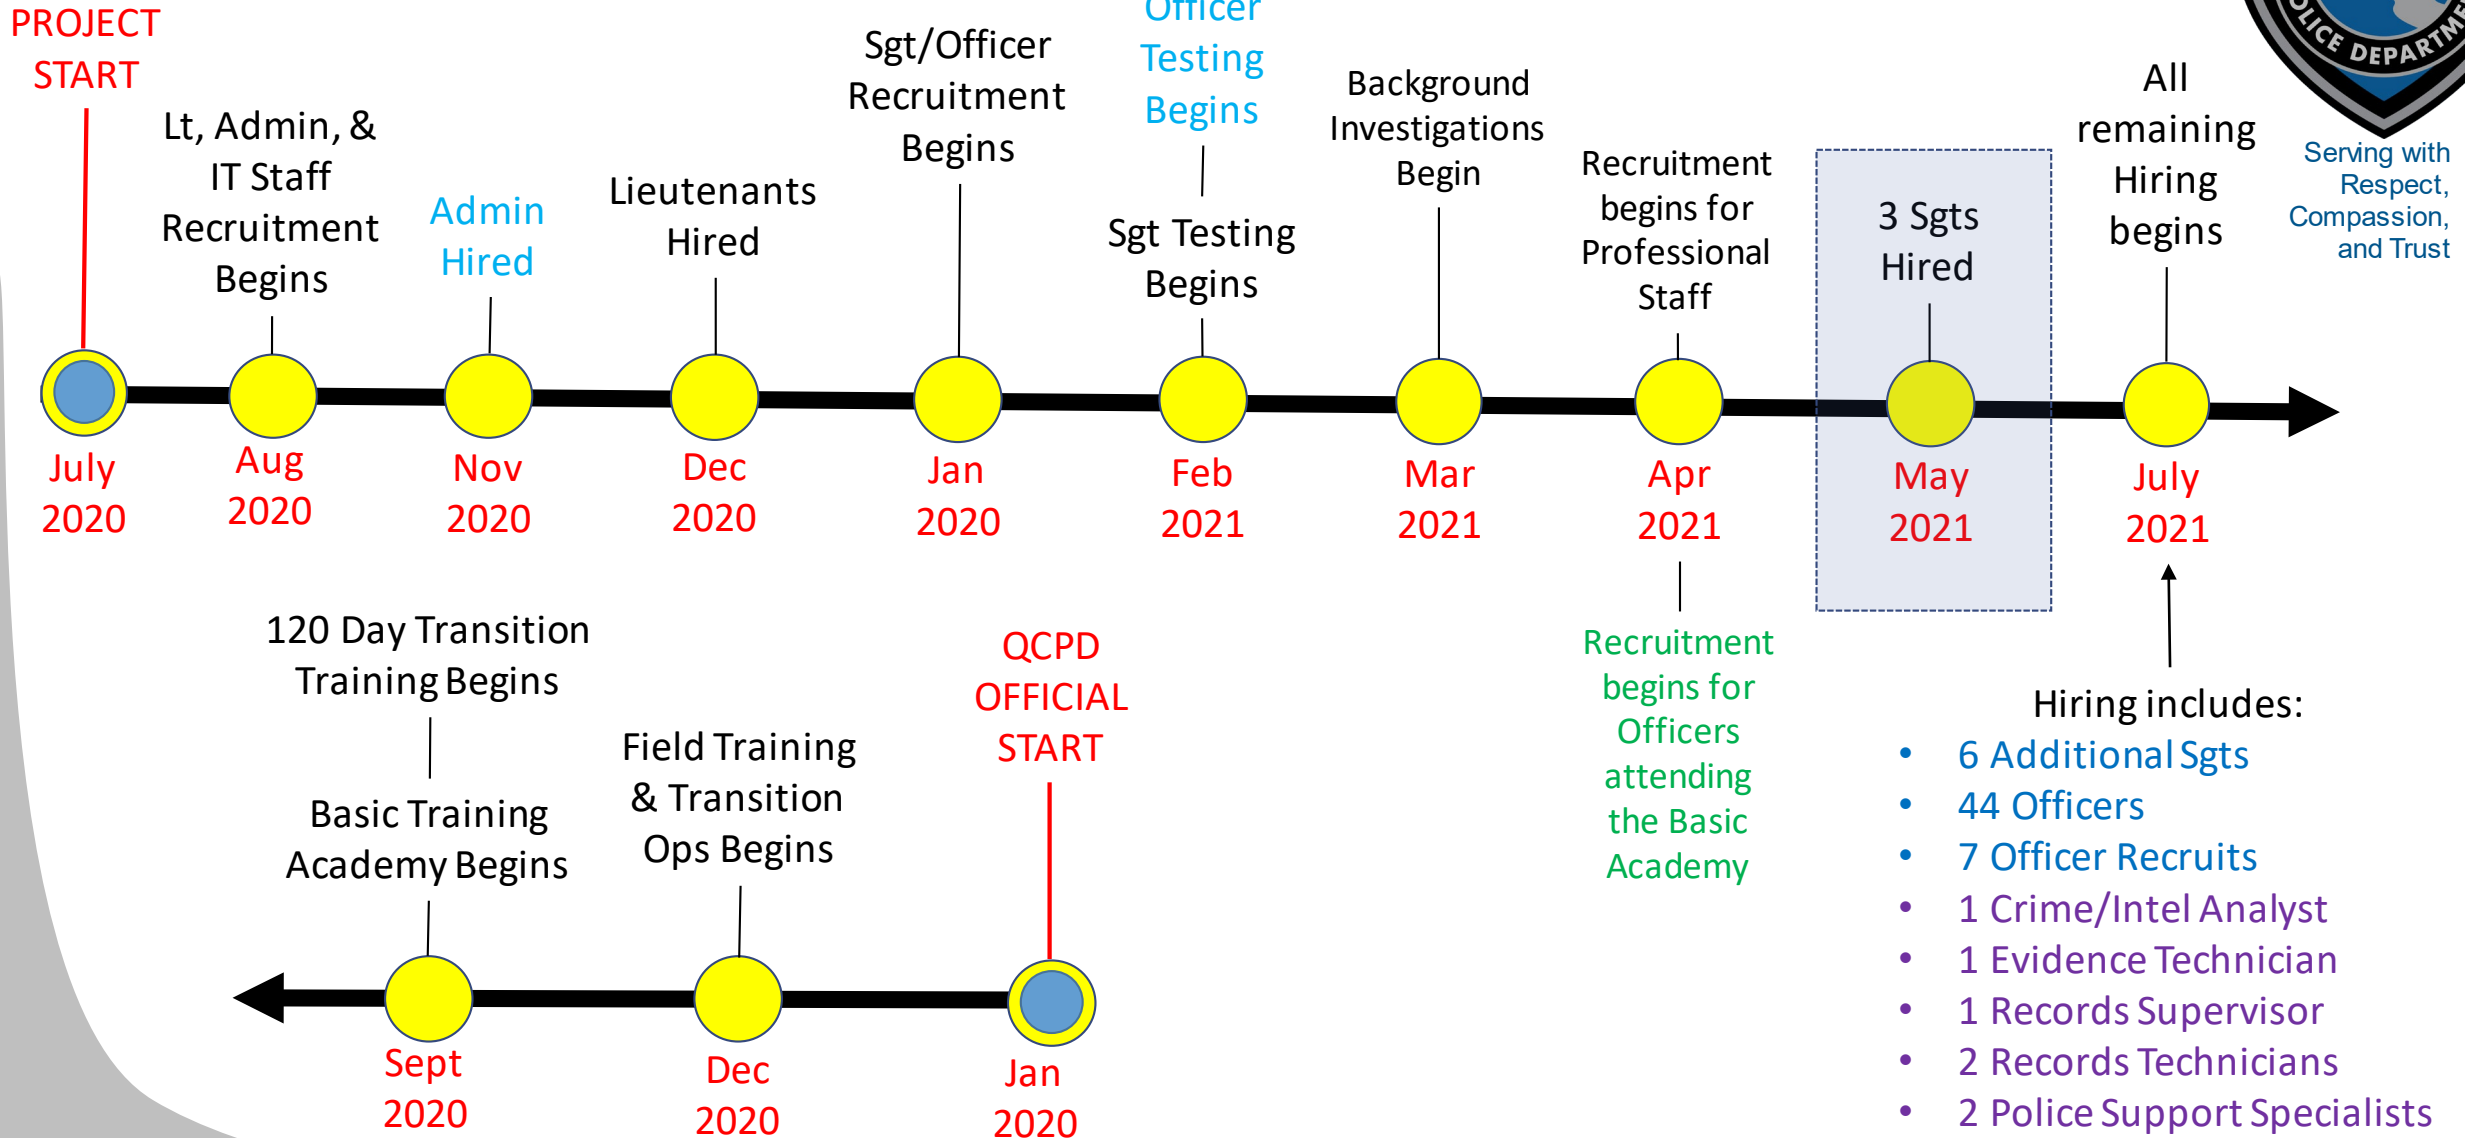 PROJECT
START
Lt, Admin, &
IT Staff
Recruitment
Begins
Admin
Hired
Lieutenants
Hired
Sgt/Officer
Recruitment
Begins
Officer
Testing
Begins
Sgt Testing
Begins
Background
Investigations
Begin
Recruitment
begins for
Professional
Staff
3 Sgts
Hired
All
remaining
Hiring
begins
POLICE DEPARTME
Serving with
Respect,
Compassion,
and Trust
July
2020
Aug
2020
Nov
2020
Dec
2020
Jan
2020
Feb
2021
Mar
2021
Apr
2021
May
2021
July
2021
120 Day Transition
Training Begins
Basic Training
Academy Begins
Field Training
& Transition
Ops Begins
QCPD
OFFICIAL
START
Recruitment
begins for
Officers
attending
the Basic
Academy
Hiring includes:
• 6 Additional Sgts
• 44 Officers
• 7 Officer Recruits
• 1 Crime/Intel Analyst
• 1 Evidence Technician
• 1 Records Supervisor
• 2 Records Technicians
• 2 Police Support Specialists
Sept
2020
Dec
2020
Jan
2020